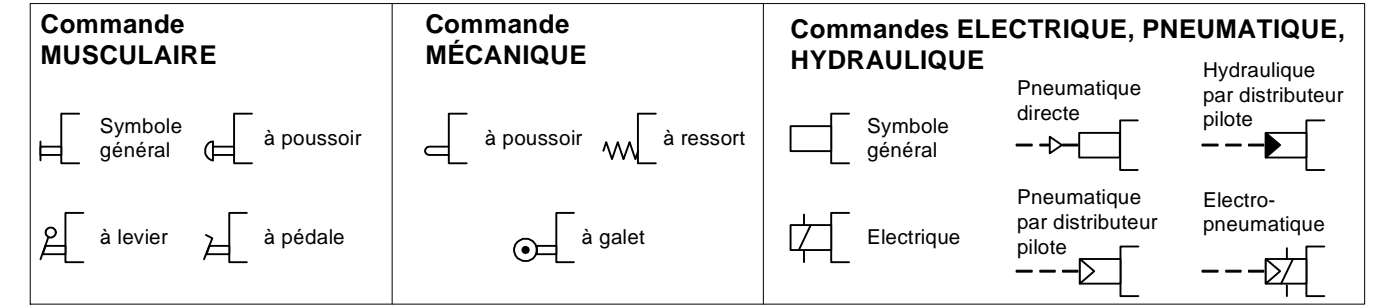 Commande
MUSCULAIRE
Symbole
général
à poussoir
à levier
à pédale
Commande
MÉCANIQUE
à poussoir
à ressort
à galet
Commandes ELECTRIQUE, PNEUMATIQUE,
HYDRAULIQUE
Symbole
général
Pneumatique
directe
Hydraulique
par distributeur
pilote
Electrique
Pneumatique
par distributeur
pilote
Electro-
pneumatique